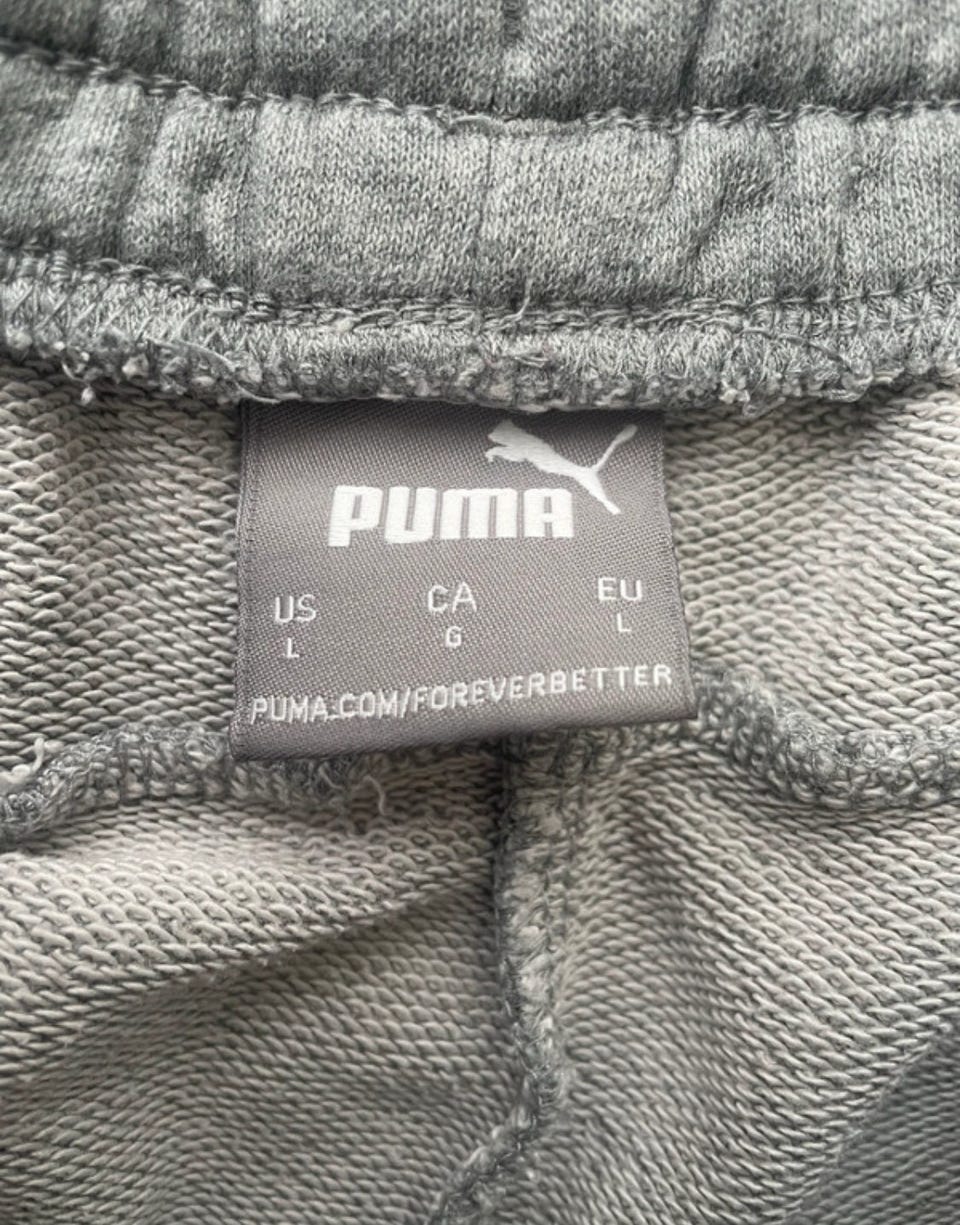 PUMA
US CA EU
L G L
PUMA.COM/FOREVERBETTER